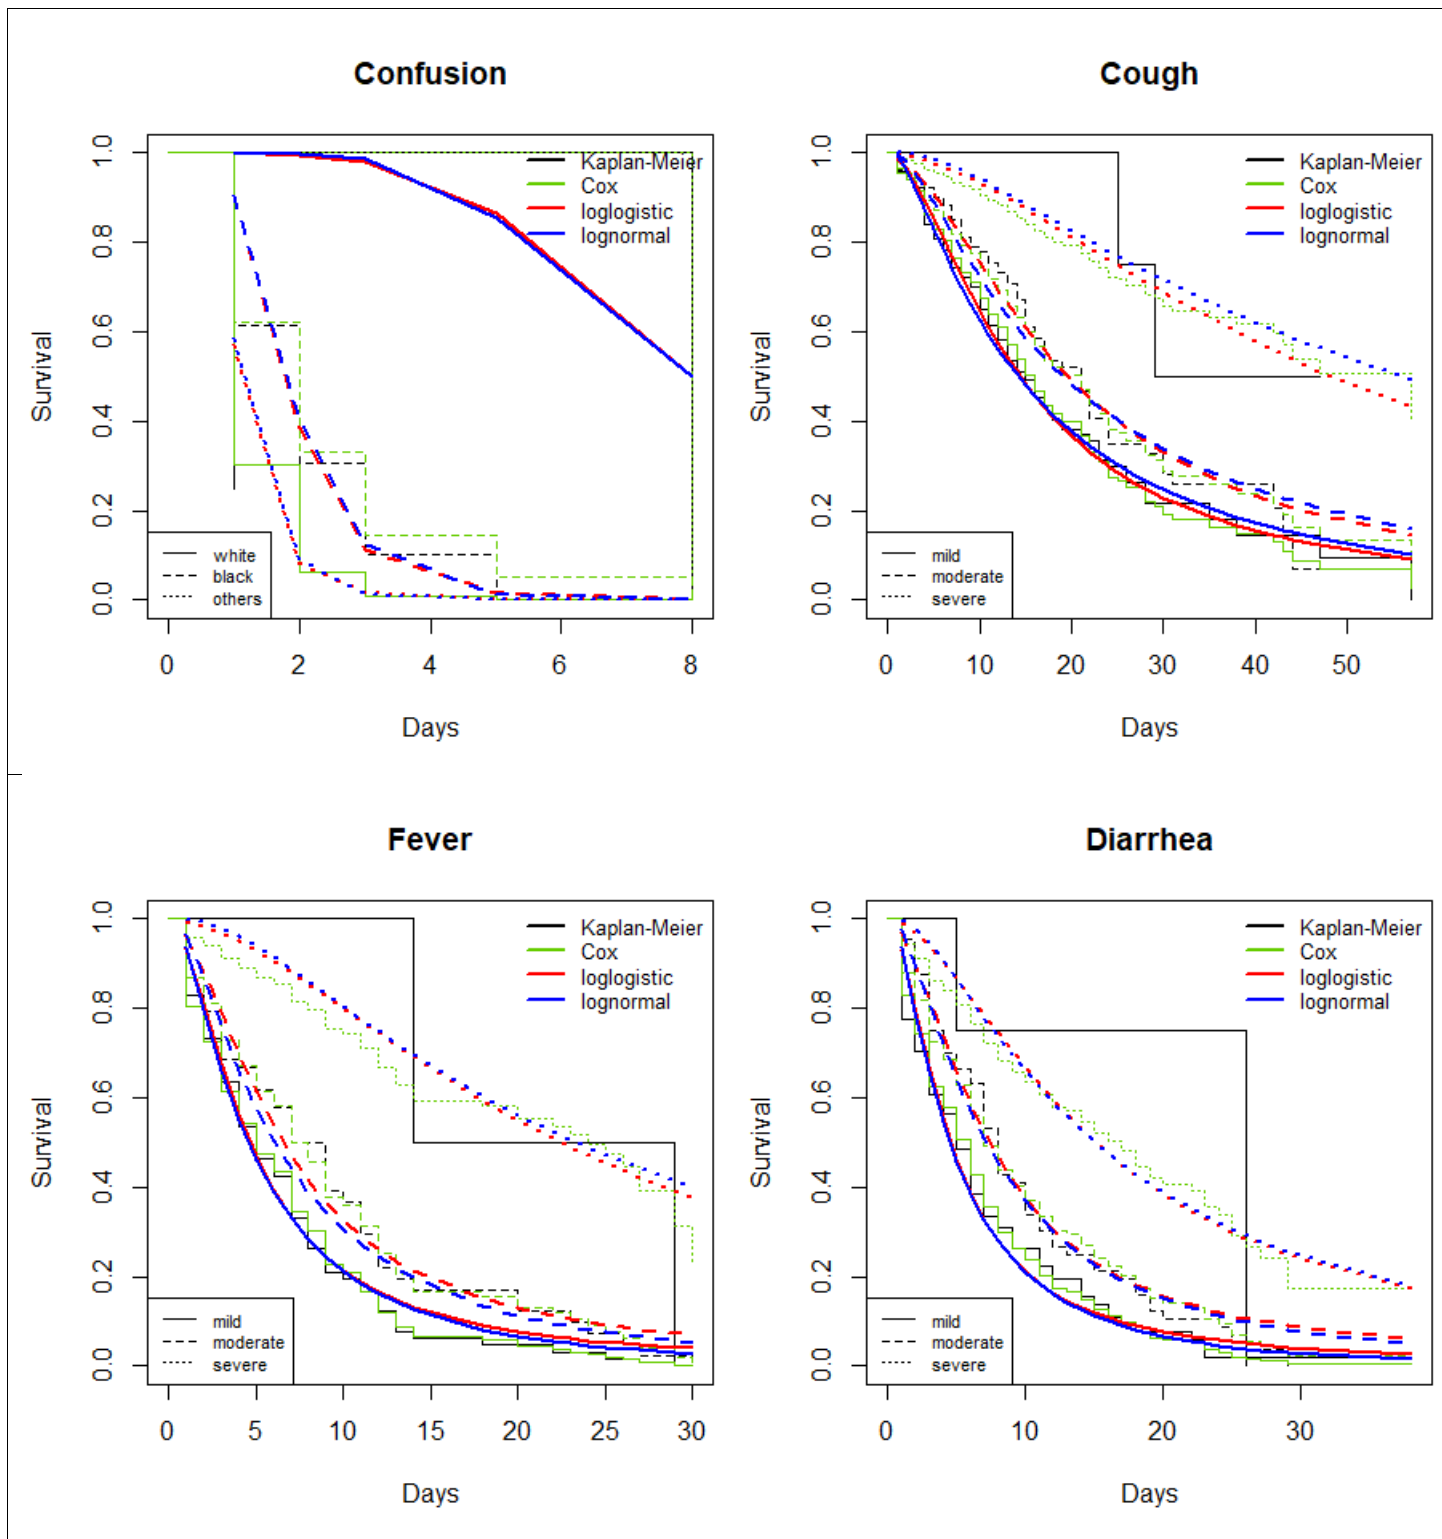 Confusion
Survival
1.0
0.8
0.6
0.4
0.2
0.0
Kaplan-Meier
Cox
loglogistic
lognormal
white
black
others
0 2 4 6 8
Days
Cough
Survival
1.0
0.8
0.6
0.4
0.2
0.0
Kaplan-Meier
Cox
loglogistic
lognormal
mild
moderate
severe
0 10 20 30 40 50
Days
Fever
Survival
1.0
0.8
0.6
0.4
0.2
0.0
Kaplan-Meier
Cox
loglogistic
lognormal
mild
moderate
severe
0 5 10 15 20 25 30
Days
Diarrhea
Survival
1.0
0.8
0.6
0.4
0.2
0.0
Kaplan-Meier
Cox
loglogistic
lognormal
mild
moderate
severe
0 10 20 30
Days